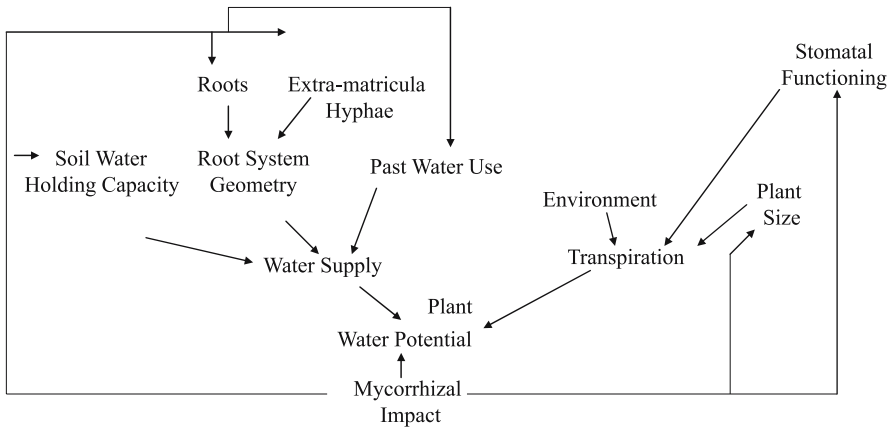 Stomatal
Functioning
Roots
Extra-matricula
Hyphae
Soil Water
Holding Capacity
Root System
Geometry
Past Water Use
Environment
Plant
Size
Water Supply
Transpiration
Plant
Water Potential
Mycorrhizal
Impact